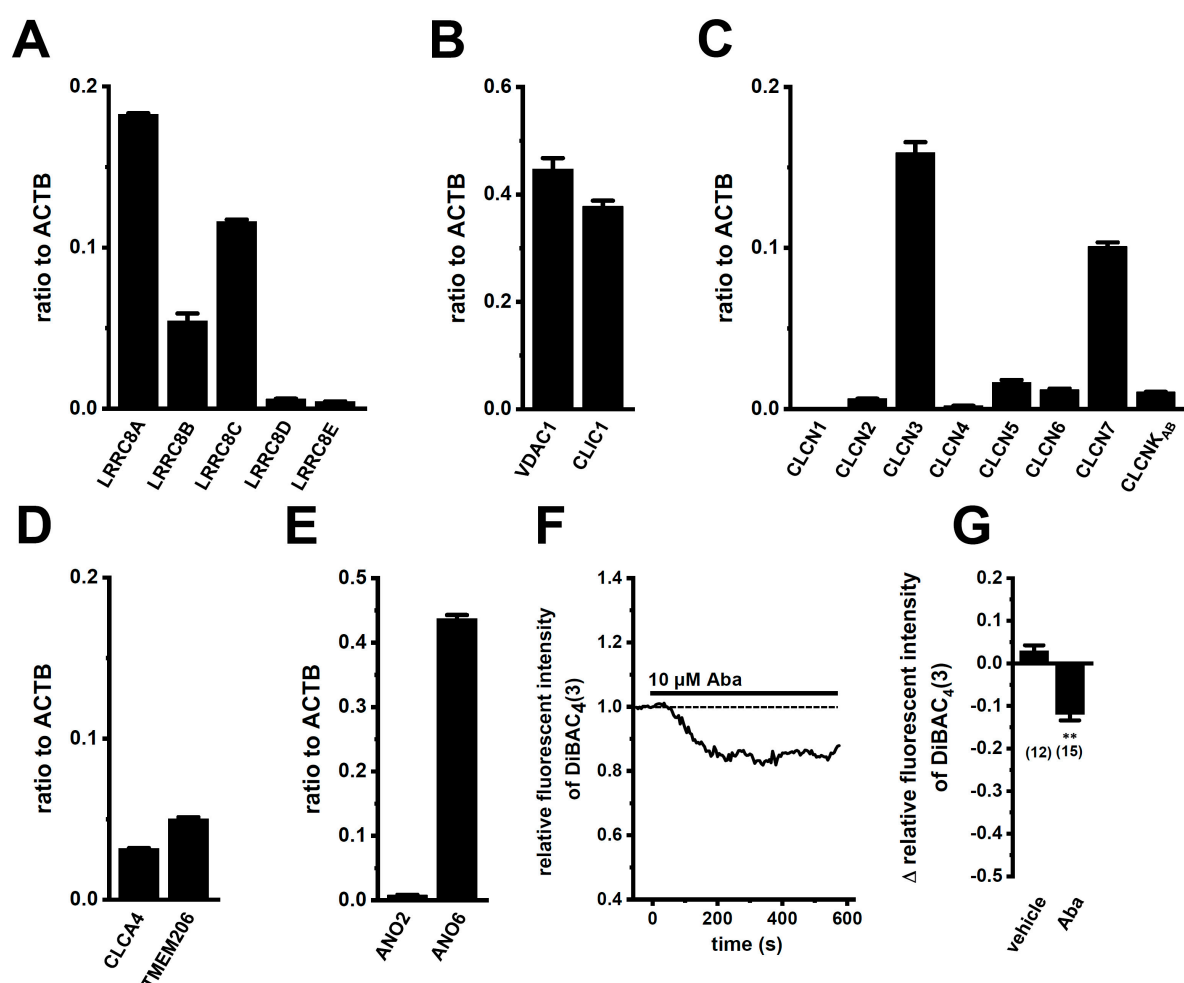 A
B
C
0.2
0.1
0.0
ratio to ACTB
LRRC8A
LRRC8B
LRRC8C
LRRC8D
LRRC8E
0.6
0.4
0.2
0.0
ratio to ACTB
VDAC1
CLIC1
0.2
0.1
0.0
ratio to ACTB
CLCN1
CLCN2
CLCN3
CLCN4
CLCN5
CLCN6
CLCN7
CLCNKAB
D
E
F
G
0.2
0.1
0.0
ratio to ACTB
CLCA4
TMEM206
0.5
0.4
0.3
0.2
0.1
0.0
ratio to ACTB
ANO2
ANO6
1.4
1.2
1.0
0.8
0.6
0.4
relative fluorescent intensity
of DiBAC4(3)
10 µM Aba
0 200 400 600
time (s)
0.2
0.1
0.0
-0.1
-0.2
-0.3
-0.4
-0.5
Δ relative fluorescent intensity
of DiBAC4(3)
**
(12) (15)
vehicle
Aba